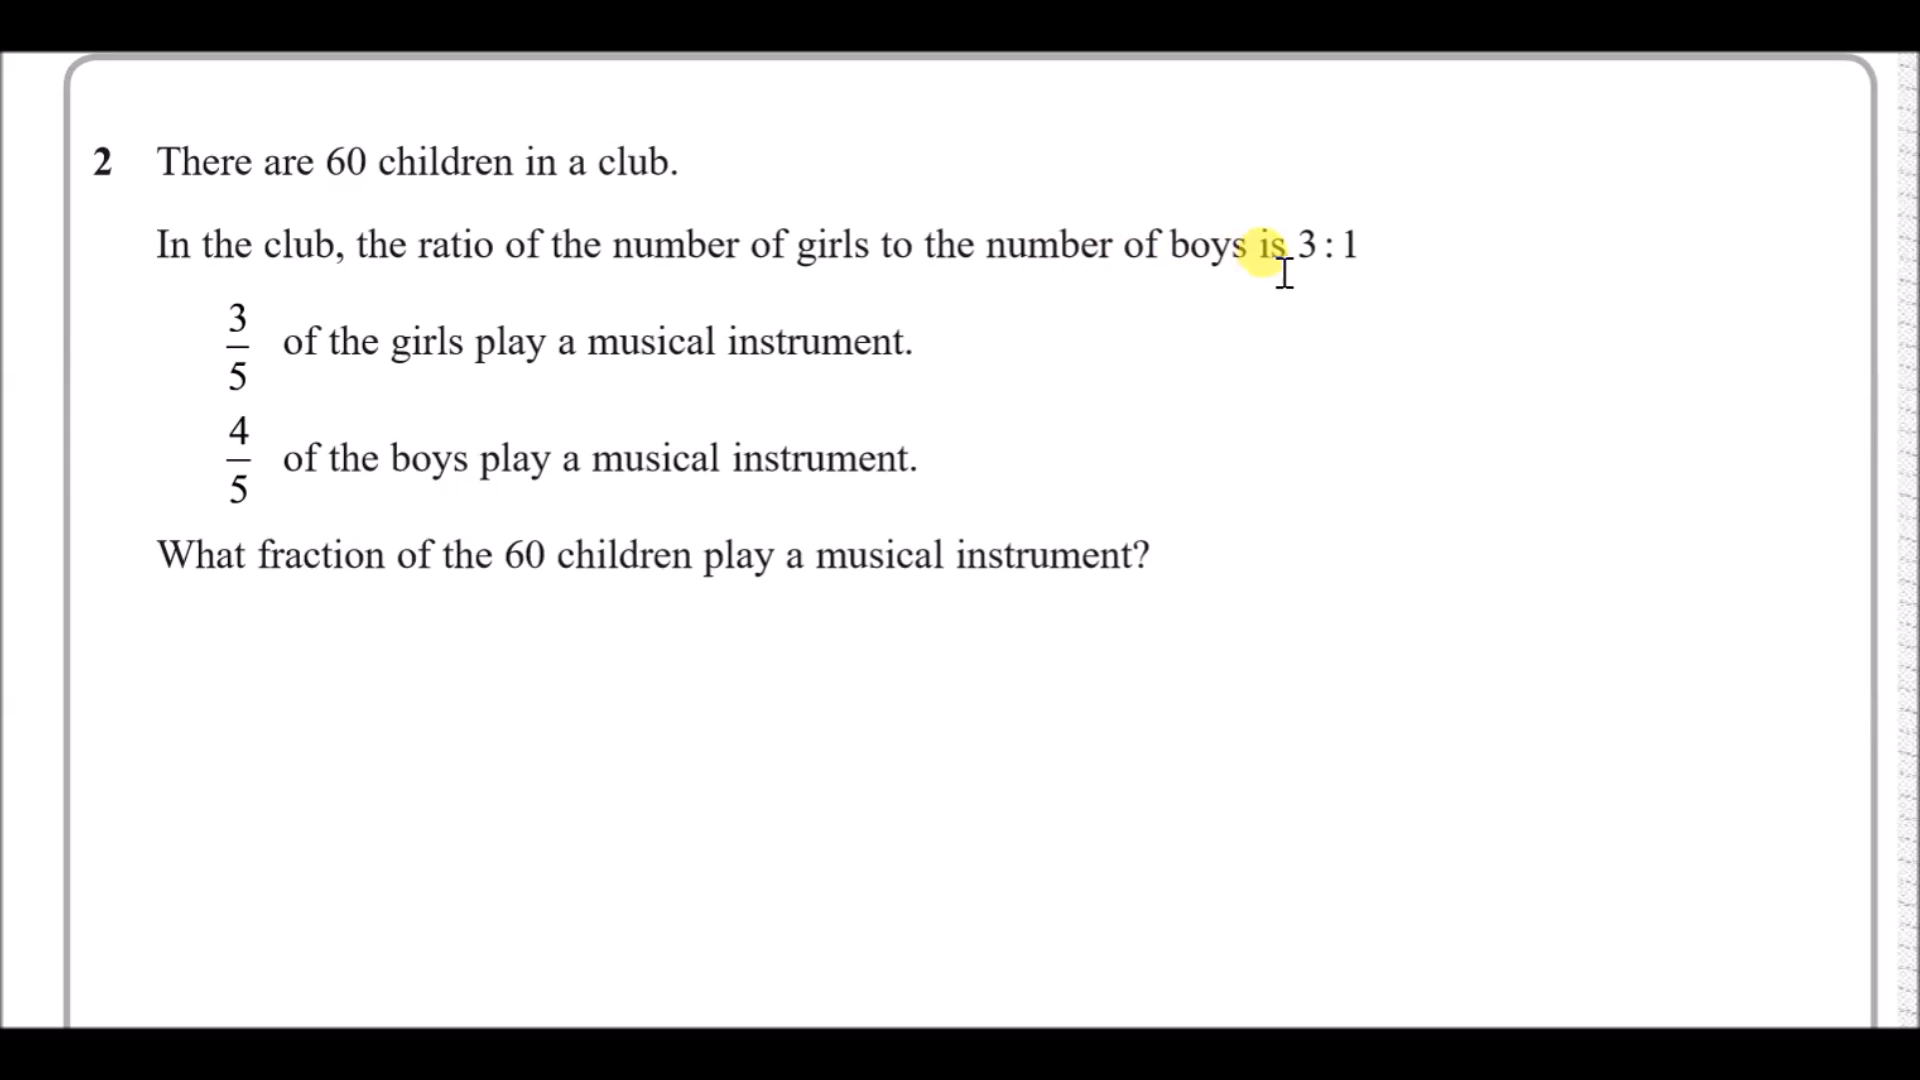 2 There are 60 children in a club.
In the club, the ratio of the number of girls to the number of boys is 3 : 1
3/5 of the girls play a musical instrument.
4/5 of the boys play a musical instrument.
What fraction of the 60 children play a musical instrument?